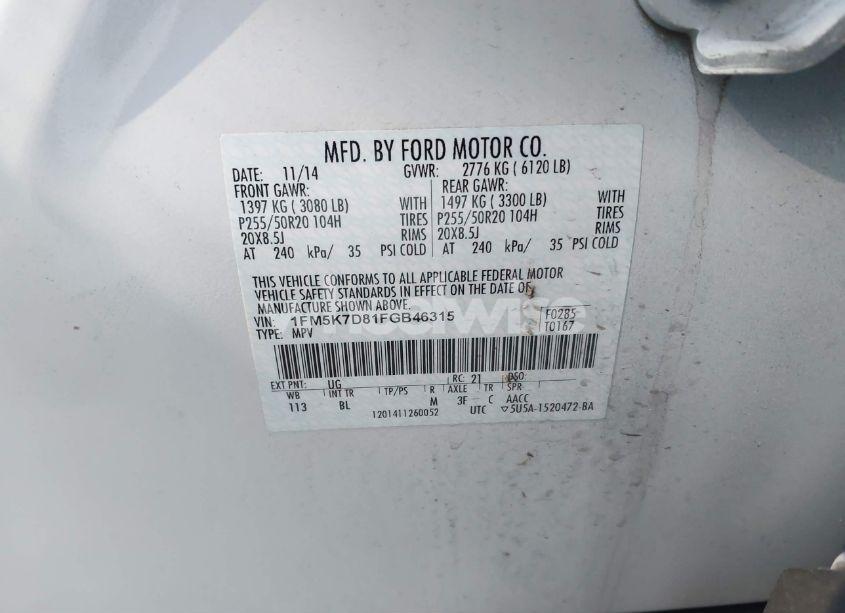 MFD. BY FORD MOTOR CO.
DATE: 11/14 GVWR: 2776 KG ( 6120 LB)
FRONT GAWR: REAR GAWR:
1397 KG ( 3080 LB) WITH 1497 KG ( 3300 LB) WITH
P255/50R20 104H TIRES P255/50R20 104H TIRES
20X8.5J RIMS 20X8.5J RIMS
AT 240 kPa/ 35 PSI COLD AT 240 kPa/ 35 PSI COLD
THIS VEHICLE CONFORMS TO ALL APPLICABLE FEDERAL MOTOR
VEHICLE SAFETY STANDARDS IN EFFECT ON THE DATE OF
MANUFACTURE SHOWN ABOVE.
VIN: 1FM5K7D81FGB46315 F0285
TYPE: MPV T0167
EXT PNT: UG RC: 21 DSO:
WB INT TR TP/PS R AXLE TR SPR
113 BL M 3F C AACC
1201411260052 UTC ▽5U5A-1520472-BA